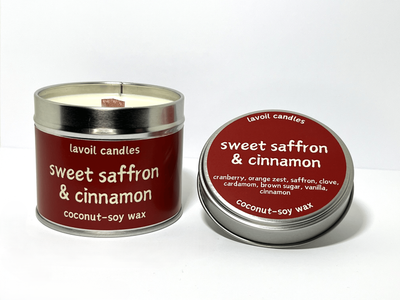 lavoil candles
sweet saffron
& cinnamon
coconut-soy wax
lavoil candles
sweet saffron
& cinnamon
cranberry, orange zest, saffron, clove,
cardamom, brown sugar, vanilla,
cinnamon
coconut-soy wax